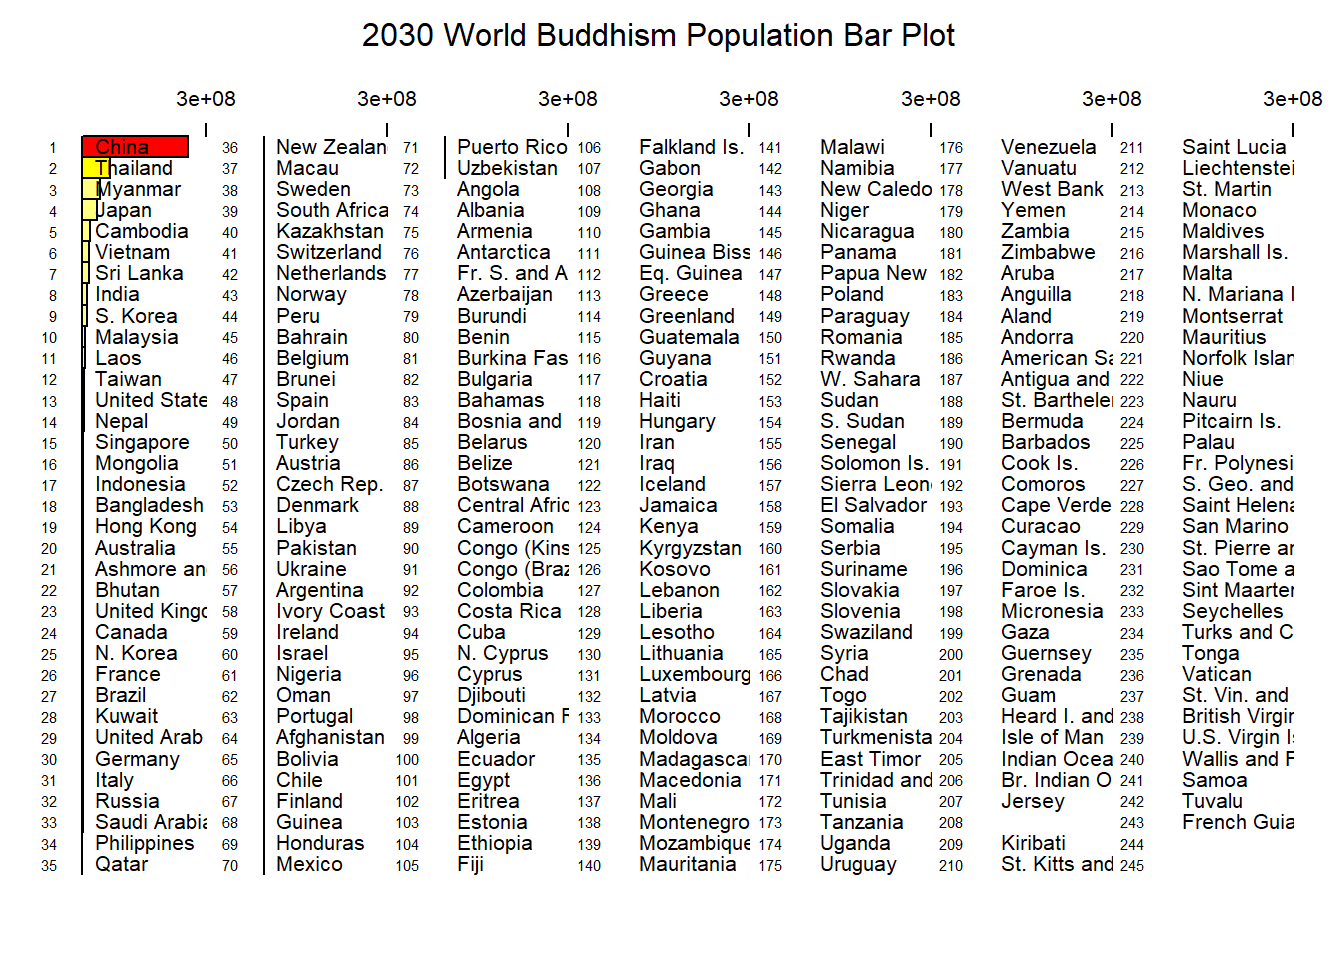 2030 World Buddhism Population Bar Plot
3e+08 3e+08 3e+08 3e+08 3e+08 3e+08 3e+08
1 China 36 New Zealan 71 Puerto Rico 106 Falkland Is. 141 Malawi 176 Venezuela 211 Saint Lucia
2 Thailand 37 Macau 72 Uzbekistan 107 Gabon 142 Namibia 177 Vanuatu 212 Liechtenstei
3 Myanmar 38 Sweden 73 Angola 108 Georgia 143 New Caledo 178 West Bank 213 St. Martin
4 Japan 39 South Africa 74 Albania 109 Ghana 144 Niger 179 Yemen 214 Monaco
5 Cambodia 40 Kazakhstan 75 Armenia 110 Gambia 145 Nicaragua 180 Zambia 215 Maldives
6 Vietnam 41 Switzerland 76 Antarctica 111 Guinea Biss 146 Panama 181 Zimbabwe 216 Marshall Is.
7 Sri Lanka 42 Netherlands 77 Fr. S. and A 112 Eq. Guinea 147 Papua New 182 Aruba 217 Malta
8 India 43 Norway 78 Azerbaijan 113 Greece 148 Poland 183 Anguilla 218 N. Mariana I
9 S. Korea 44 Peru 79 Burundi 114 Greenland 149 Paraguay 184 Aland 219 Montserrat
10 Malaysia 45 Bahrain 80 Benin 115 Guatemala 150 Romania 185 Andorra 220 Mauritius
11 Laos 46 Belgium 81 Burkina Fas 116 Guyana 151 Rwanda 186 American Sa 221 Norfolk Islan
12 Taiwan 47 Brunei 82 Bulgaria 117 Croatia 152 W. Sahara 187 Antigua and 222 Niue
13 United State 48 Spain 83 Bahamas 118 Haiti 153 Sudan 188 St. Barthele 223 Nauru
14 Nepal 49 Jordan 84 Bosnia and 119 Hungary 154 S. Sudan 189 Bermuda 224 Pitcairn Is.
15 Singapore 50 Turkey 85 Belarus 120 Iran 155 Senegal 190 Barbados 225 Palau
16 Mongolia 51 Austria 86 Belize 121 Iraq 156 Solomon Is. 191 Cook Is. 226 Fr. Polynesi
17 Indonesia 52 Czech Rep. 87 Botswana 122 Iceland 157 Sierra Leon 192 Comoros 227 S. Geo. and
18 Bangladesh 53 Denmark 88 Central Afric 123 Jamaica 158 El Salvador 193 Cape Verde 228 Saint Helena
19 Hong Kong 54 Libya 89 Cameroon 124 Kenya 159 Somalia 194 Curacao 229 San Marino
20 Australia 55 Pakistan 90 Congo (Kins 125 Kyrgyzstan 160 Serbia 195 Cayman Is. 230 St. Pierre an
21 Ashmore an 56 Ukraine 91 Congo (Braz 126 Kosovo 161 Suriname 196 Dominica 231 Sao Tome a
22 Bhutan 57 Argentina 92 Colombia 127 Lebanon 162 Slovakia 197 Faroe Is. 232 Sint Maarten
23 United Kingd 58 Ivory Coast 93 Costa Rica 128 Liberia 163 Slovenia 198 Micronesia 233 Seychelles
24 Canada 59 Ireland 94 Cuba 129 Lesotho 164 Swaziland 199 Gaza 234 Turks and C
25 N. Korea 60 Israel 95 N. Cyprus 130 Lithuania 165 Syria 200 Guernsey 235 Tonga
26 France 61 Nigeria 96 Cyprus 131 Luxembourg 166 Chad 201 Grenada 236 Vatican
27 Brazil 62 Oman 97 Djibouti 132 Latvia 167 Togo 202 Guam 237 St. Vin. and
28 Kuwait 63 Portugal 98 Dominican R 133 Morocco 168 Tajikistan 203 Heard I. and 238 British Virgin
29 United Arab 64 Afghanistan 99 Algeria 134 Moldova 169 Turkmenista 204 Isle of Man 239 U.S. Virgin Is
30 Germany 65 Bolivia 100 Ecuador 135 Madagascar 170 East Timor 205 Indian Ocea 240 Wallis and F
31 Italy 66 Chile 101 Egypt 136 Macedonia 171 Trinidad and 206 Br. Indian O 241 Samoa
32 Russia 67 Finland 102 Eritrea 137 Mali 172 Tunisia 207 Jersey 242 Tuvalu
33 Saudi Arabia 68 Guinea 103 Estonia 138 Montenegro 173 Tanzania 208 243 French Guia
34 Philippines 69 Honduras 104 Ethiopia 139 Mozambique 174 Uganda 209 Kiribati 244
35 Qatar 70 Mexico 105 Fiji 140 Mauritania 175 Uruguay 210 St. Kitts and 245